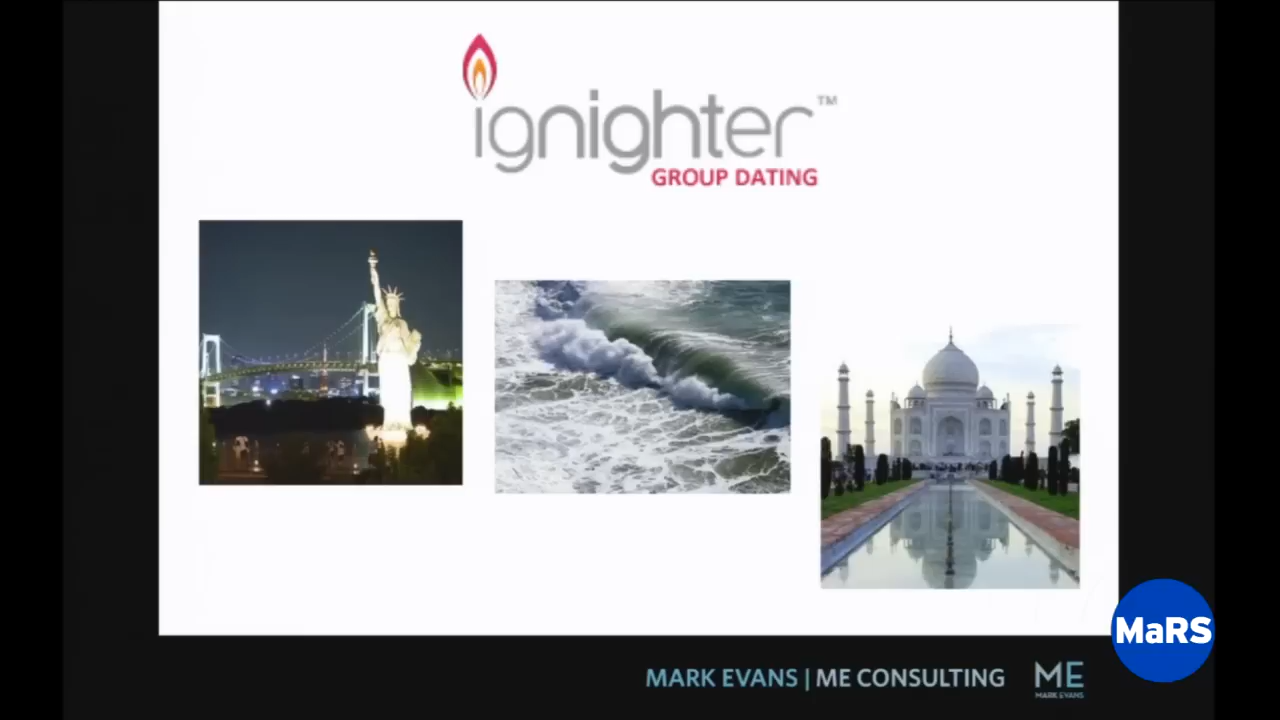 ignighter™
GROUP DATING
MaRS
MARK EVANS | ME CONSULTING
ME
MARK EVANS